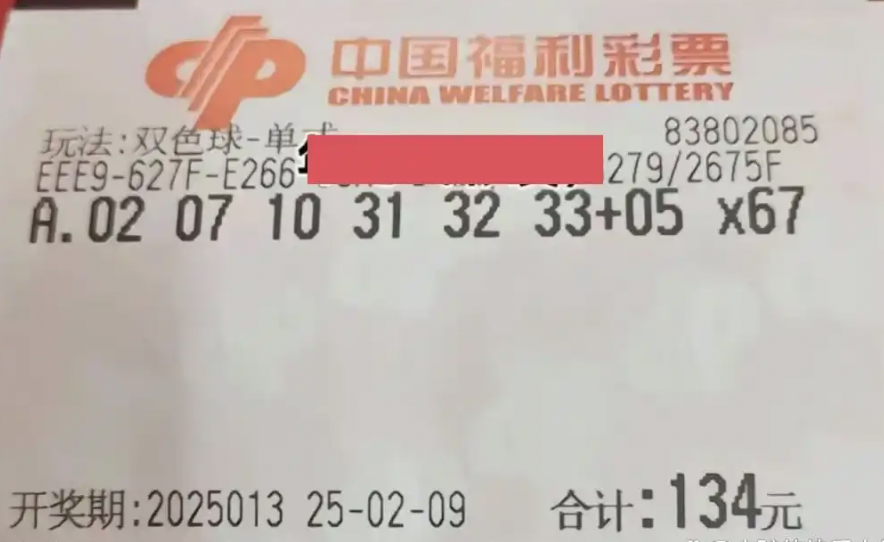 中国福利彩票
CHINA WELFARE LOTTERY
玩法:双色球-单式 83802085
EEE9-627F-E266- 279/2675F
A.02 07 10 31 32 33+05 x67
开奖期:2025013 25-02-09 合计:134元